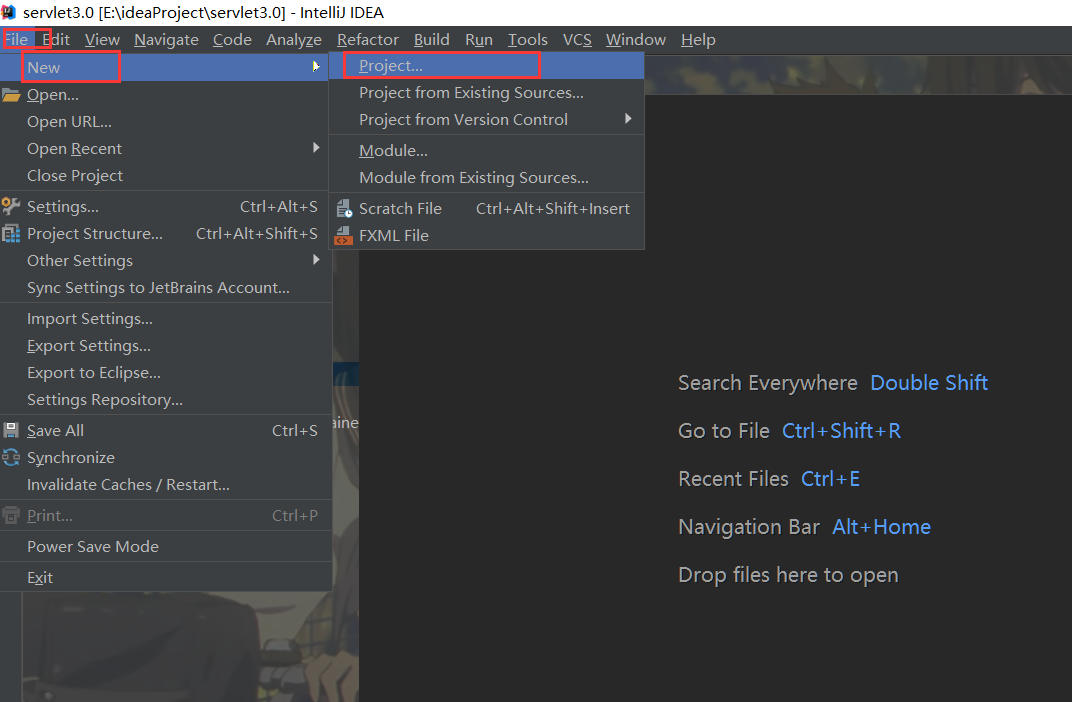 servlet3.0 [E:\ideaProject\servlet3.0] - IntelliJ IDEA
File Edit View Navigate Code Analyze Refactor Build Run Tools VCS Window Help
New
Open...
Open URL...
Open Recent
Close Project
Settings... Ctrl+Alt+S
Project Structure... Ctrl+Alt+Shift+S
Other Settings
Sync Settings to JetBrains Account...
Import Settings...
Export Settings...
Export to Eclipse...
Settings Repository...
Save All Ctrl+S
Synchronize
Invalidate Caches / Restart...
Print... Ctrl+P
Power Save Mode
Exit
Project...
Project from Existing Sources...
Project from Version Control
Module...
Module from Existing Sources...
Scratch File Ctrl+Alt+Shift+Insert
FXML File
Search Everywhere Double Shift
Go to File Ctrl+Shift+R
Recent Files Ctrl+E
Navigation Bar Alt+Home
Drop files here to open